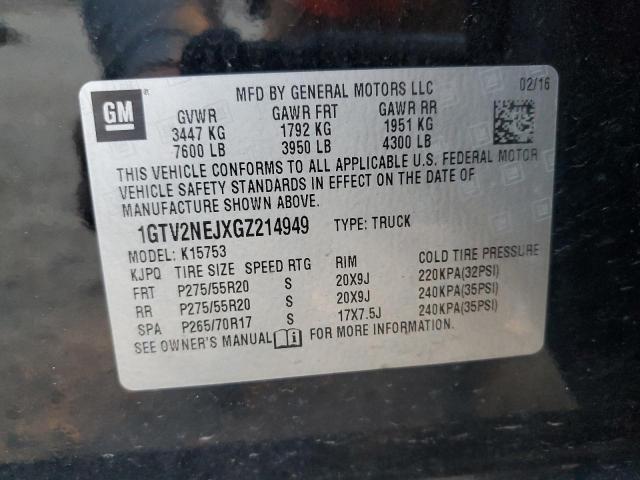 GM
MFD BY GENERAL MOTORS LLC 02/16
GVWR GAWR FRT GAWR RR
3447 KG 1792 KG 1951 KG
7600 LB 3950 LB 4300 LB
THIS VEHICLE CONFORMS TO ALL APPLICABLE U.S. FEDERAL MOTOR
VEHICLE SAFETY STANDARDS IN EFFECT ON THE DATE OF
MANUFACTURE SHOWN ABOVE.
1GTV2NEJXGZ214949 TYPE: TRUCK
MODEL: K15753
KJPQ TIRE SIZE SPEED RTG RIM COLD TIRE PRESSURE
FRT P275/55R20 S 20X9J 220KPA(32PSI)
RR P275/55R20 S 20X9J 240KPA(35PSI)
SPA P265/70R17 S 17X7.5J 240KPA(35PSI)
SEE OWNER'S MANUAL FOR MORE INFORMATION.